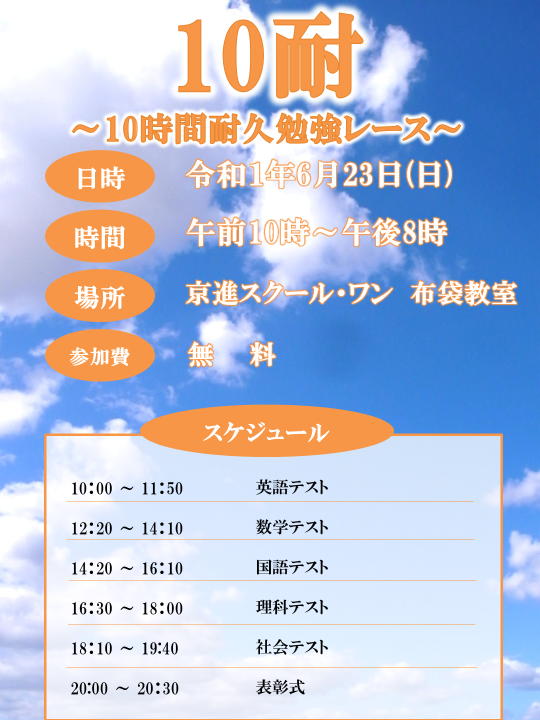 10耐
～10時間耐久勉強レース～
日時 令和1年6月23日(日)
時間 午前10時～午後8時
場所 京進スクール・ワン 布袋教室
参加費 無 料
スケジュール
10:00 ～ 11:50 英語テスト
12:20 ～ 14:10 数学テスト
14:20 ～ 16:10 国語テスト
16:30 ～ 18:00 理科テスト
18:10 ～ 19:40 社会テスト
20:00 ～ 20:30 表彰式